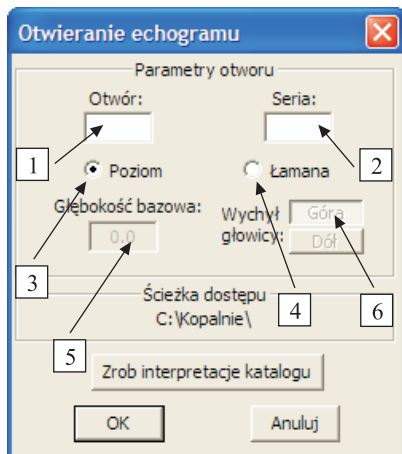 Otwieranie echogramu
Parametry otworu
Otwór: Seria:
1 2
Poziom Łamana
Głębokość bazowa: Wychył głowicy: Góra
0,0 Dół
3 4 6
Ścieżka dostępu
5 C:\Kopalnie\
Zrob interpretacje katalogu
OK Anuluj